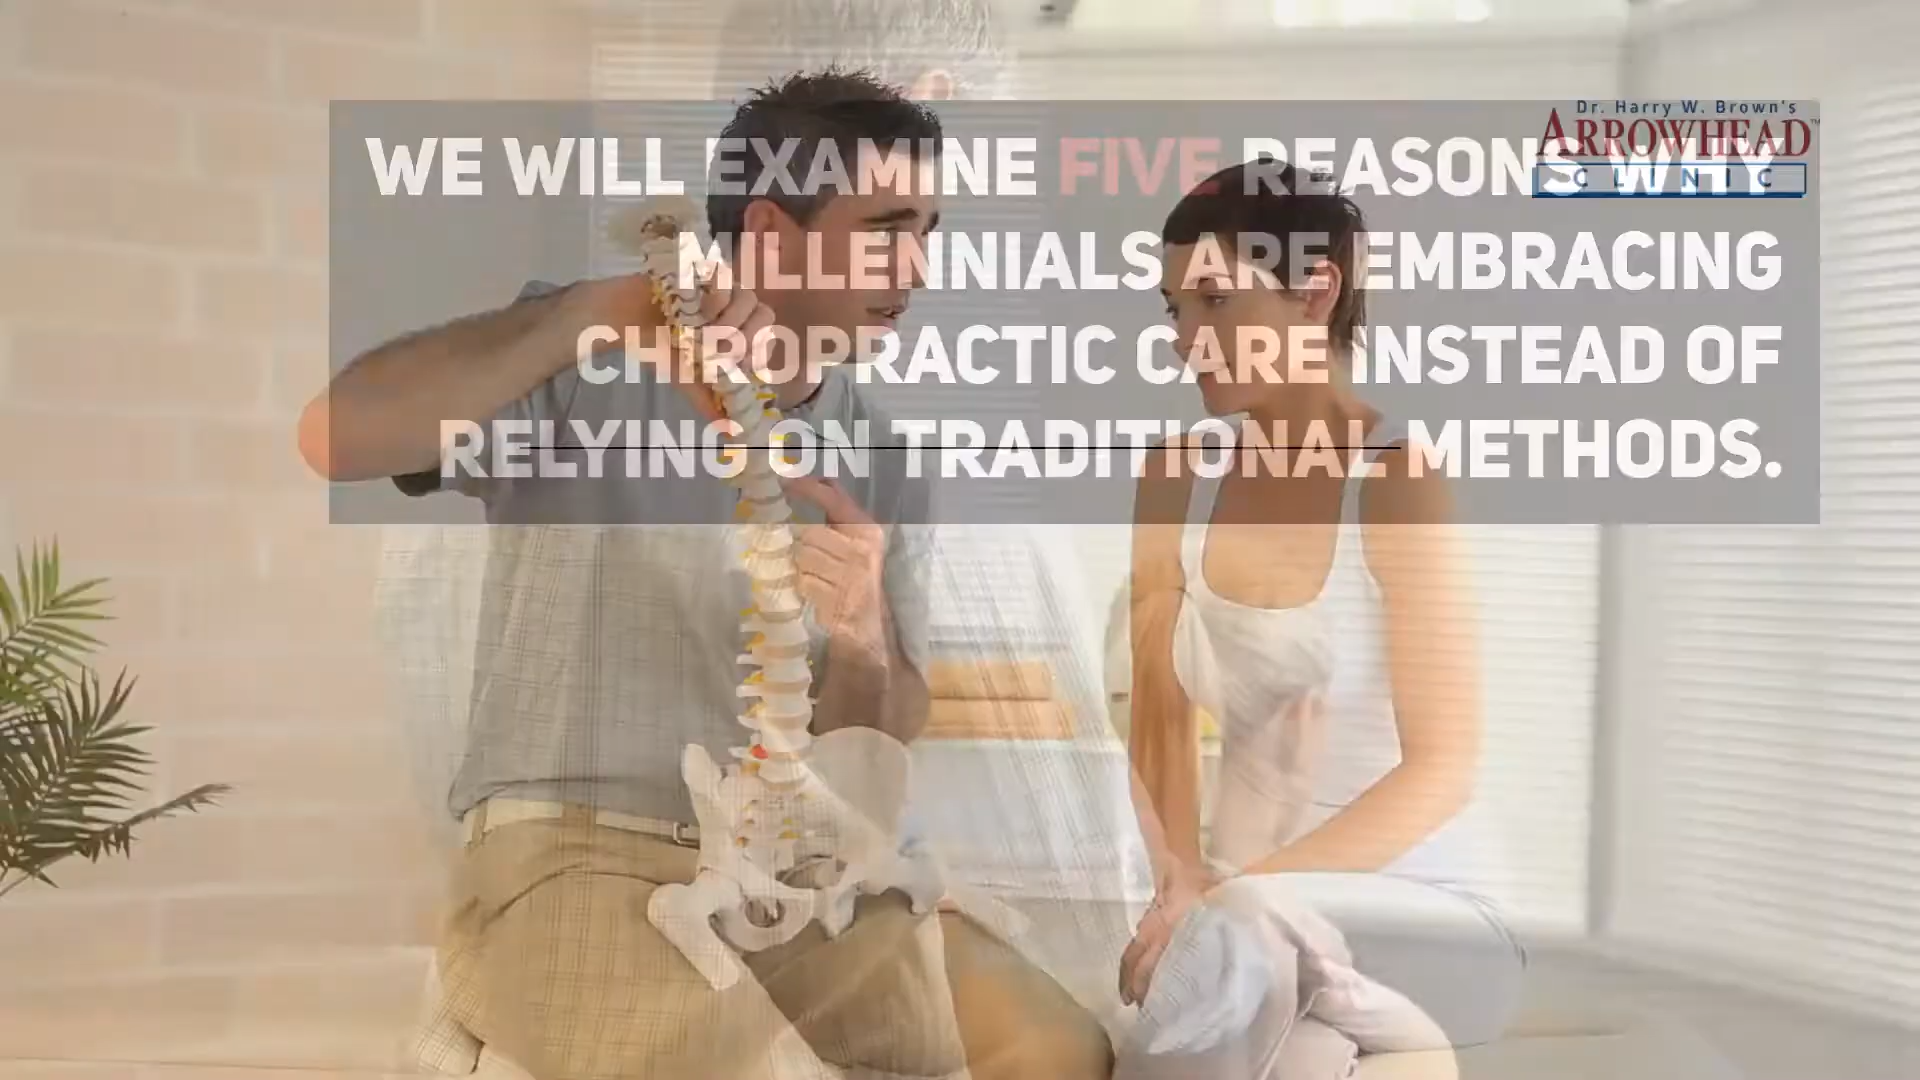 Dr. Harry W. Brown's
ARROWHEAD™
CLINIC
WE WILL EXAMINE FIVE REASONS WHY
MILLENNIALS ARE EMBRACING
CHIROPRACTIC CARE INSTEAD OF
RELYING ON TRADITIONAL METHODS.